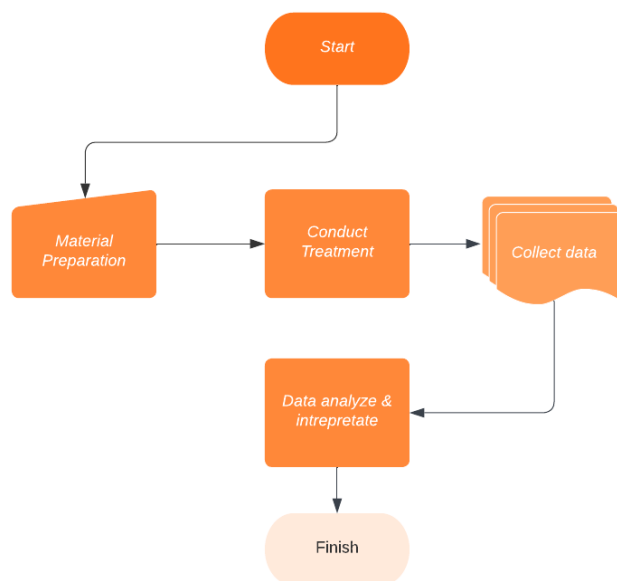 Start
Material
Preparation
Conduct
Treatment
Collect data
Data analyze &
intrepretate
Finish